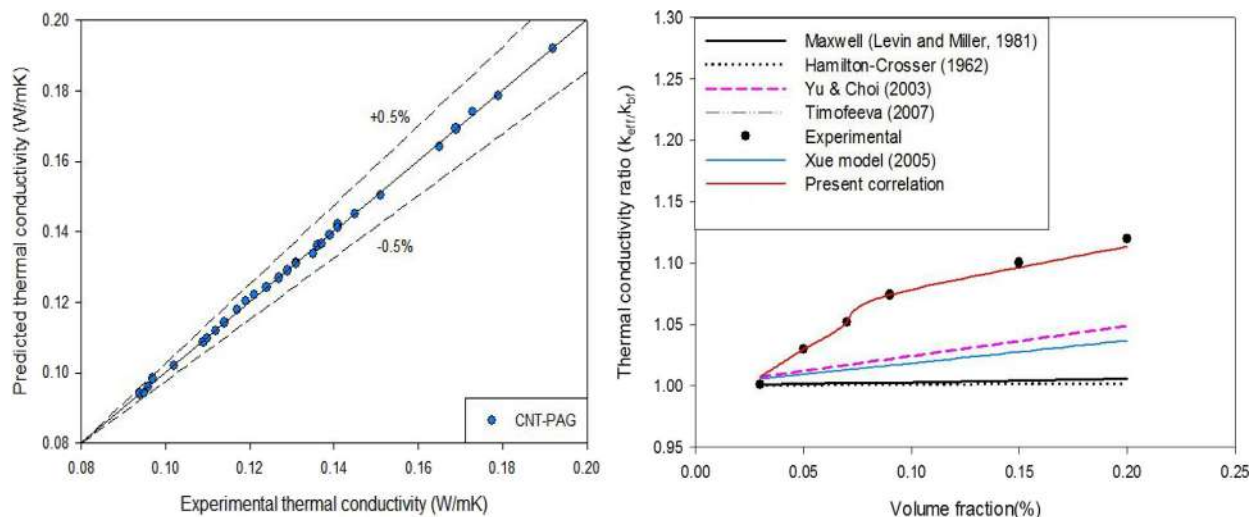 Predicted thermal conductivity (W/mK)
0.20
0.18
0.16
0.14
0.12
0.10
0.08
+0.5%
-0.5%
CNT-PAG
0.08 0.10 0.12 0.14 0.16 0.18 0.20
Experimental thermal conductivity (W/mK)
Thermal conductivity ratio (keff/kbf)
1.30
1.25
1.20
1.15
1.10
1.05
1.00
0.95
Maxwell (Levin and Miller, 1981)
Hamilton-Crosser (1962)
Yu & Choi (2003)
Timofeeva (2007)
Experimental
Xue model (2005)
Present correlation
0.00 0.05 0.10 0.15 0.20 0.25
Volume fraction(%)